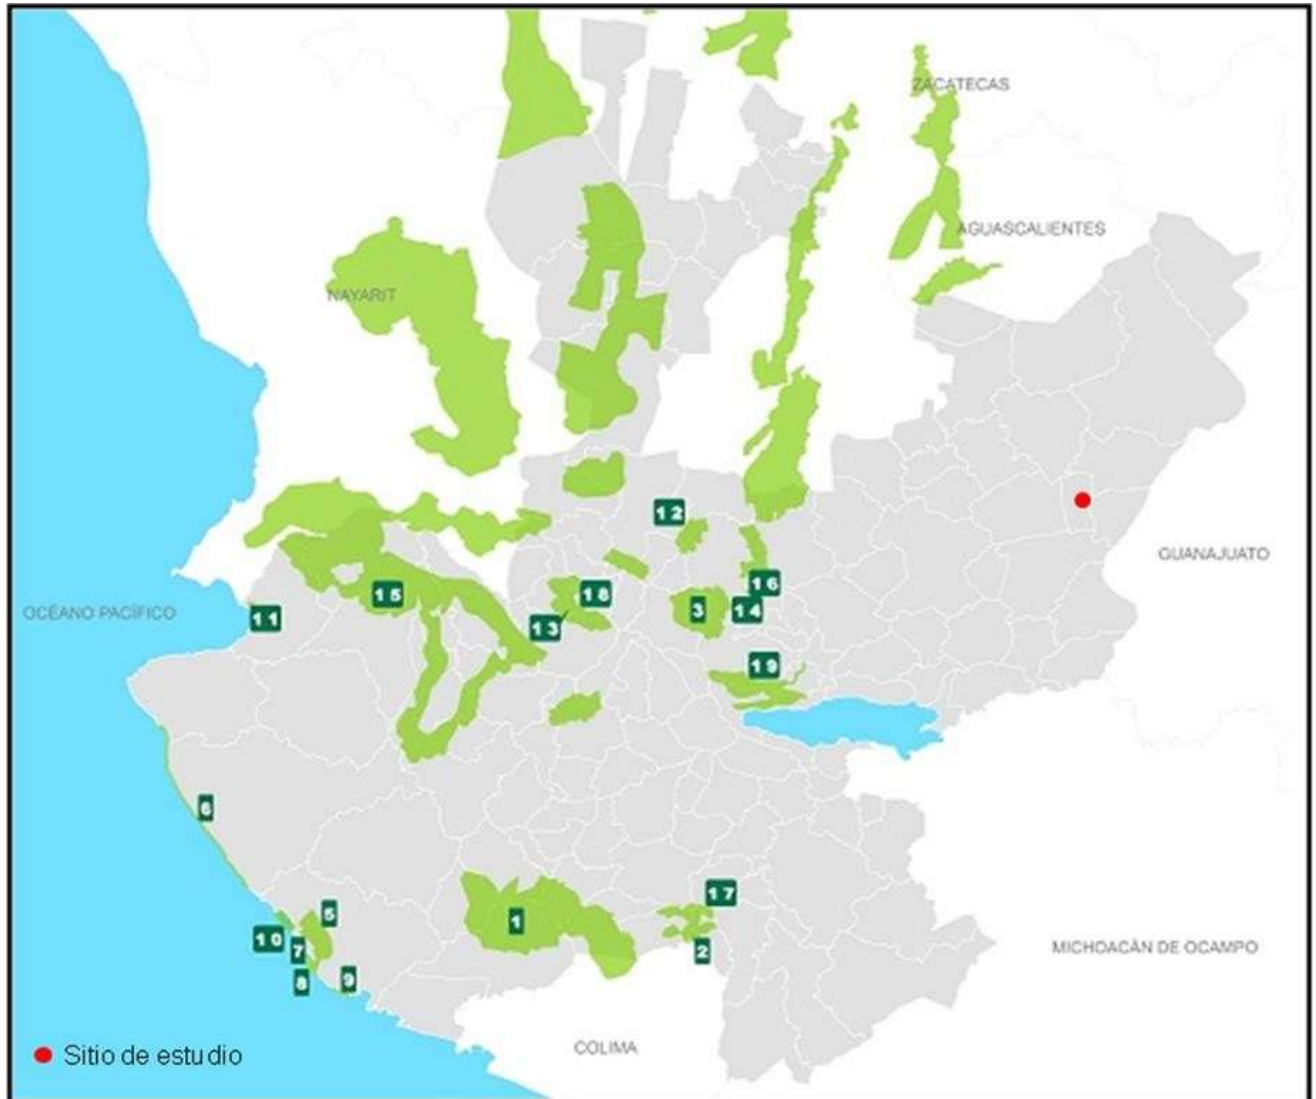 ZACATECAS
AGUASCALIENTES
NAYARIT
12
GUANAJUATO
16
15
18
3
14
OCÉANO PACÍFICO
11
13
19
6
17
5
1
10
7
MICHOACÀN DE OCAMPO
2
8
9
COLIMA
Sitio de estudio